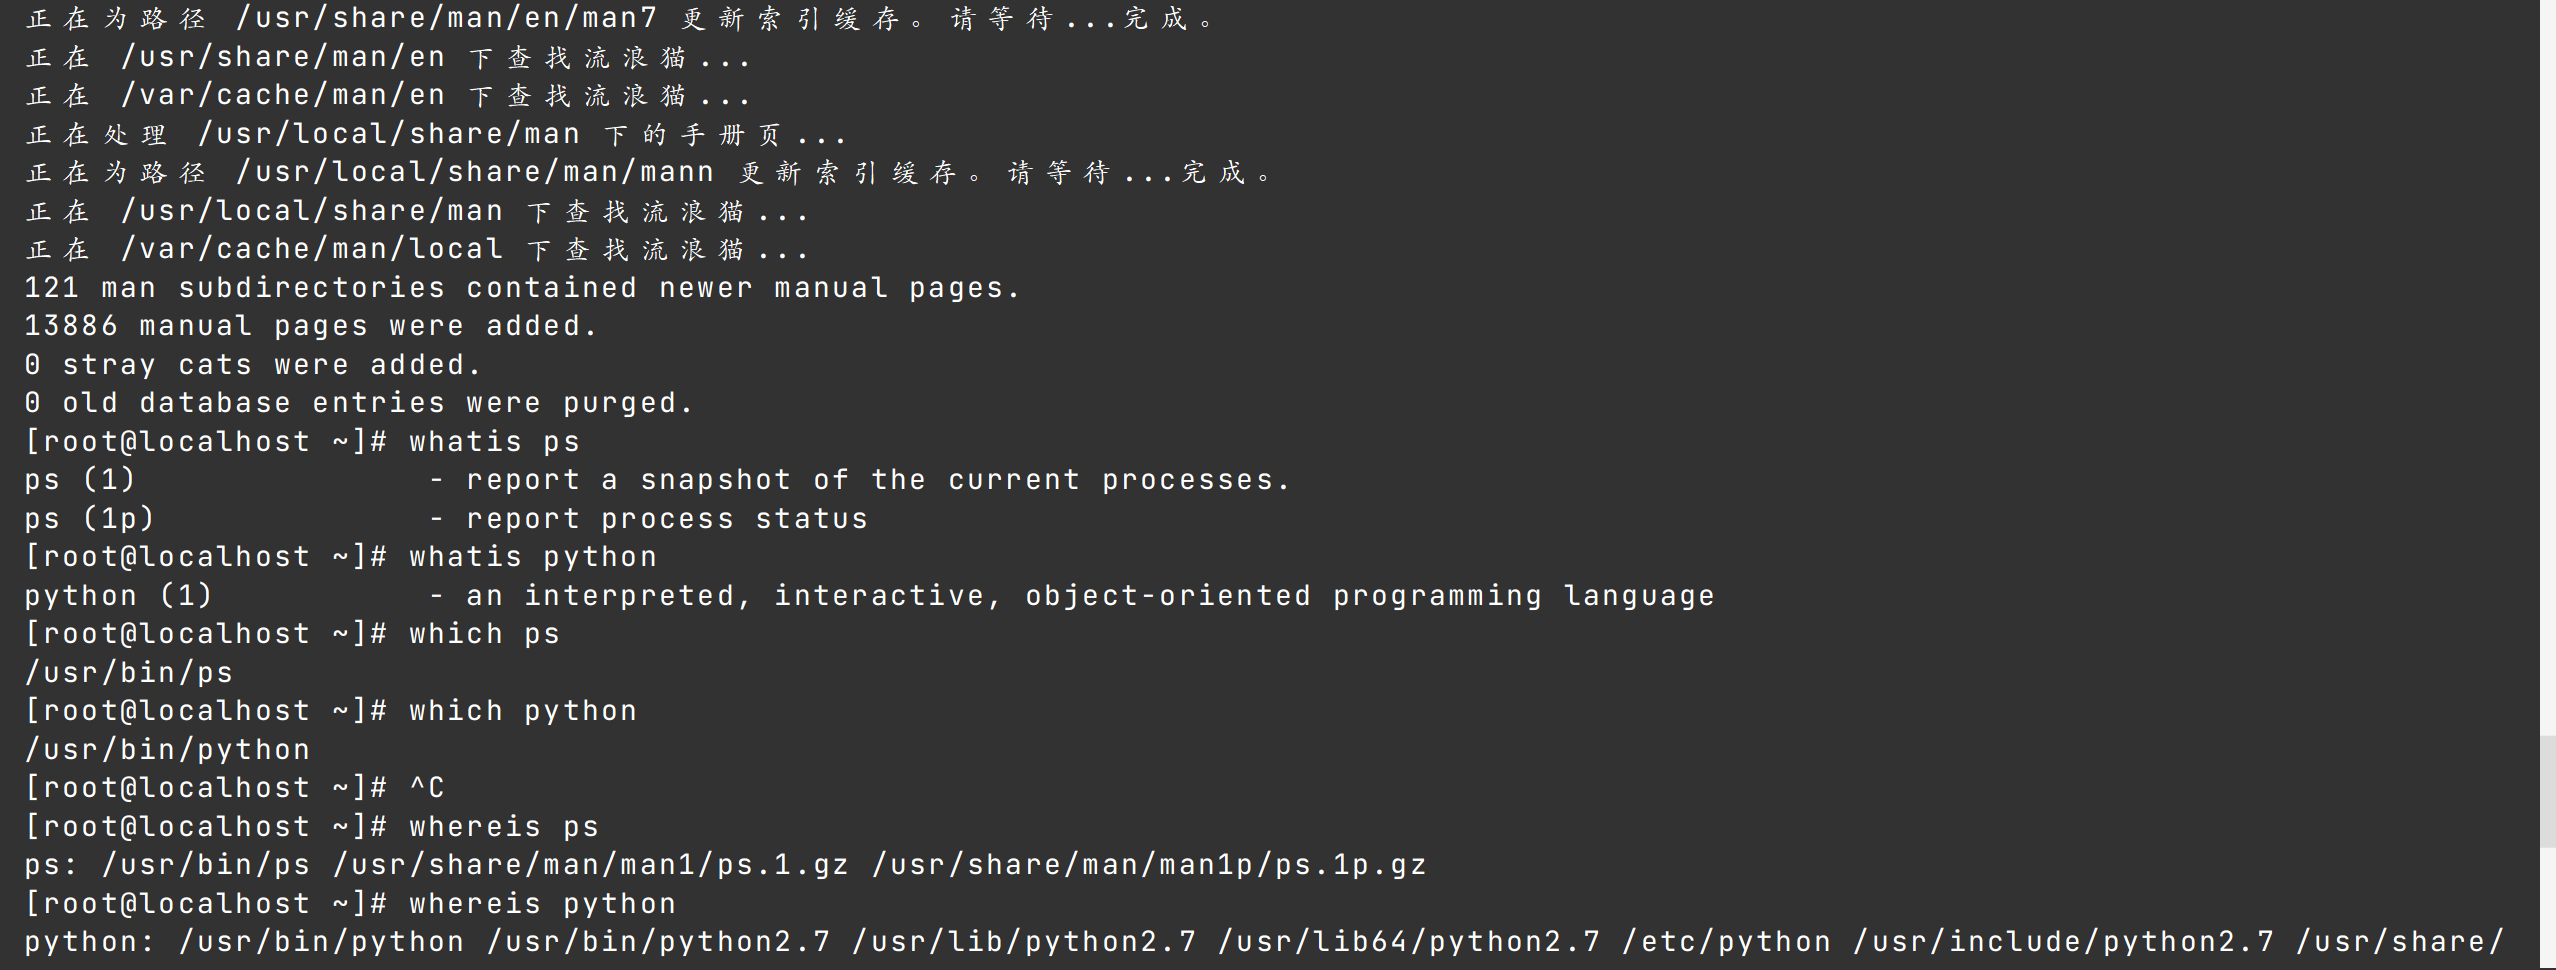 正在为路径 /usr/share/man/en/man7 更新索引缓存。请等待...完成。
正在 /usr/share/man/en 下查找流浪猫...
正在 /var/cache/man/en 下查找流浪猫...
正在处理 /usr/local/share/man 下的手册页...
正在为路径 /usr/local/share/man/mann 更新索引缓存。请等待...完成。
正在 /usr/local/share/man 下查找流浪猫...
正在 /var/cache/man/local 下查找流浪猫...
121 man subdirectories contained newer manual pages.
13886 manual pages were added.
0 stray cats were added.
0 old database entries were purged.
[root@localhost ~]# whatis ps
ps (1)               - report a snapshot of the current processes.
ps (1p)              - report process status
[root@localhost ~]# whatis python
python (1)           - an interpreted, interactive, object-oriented programming language
[root@localhost ~]# which ps
/usr/bin/ps
[root@localhost ~]# which python
/usr/bin/python
[root@localhost ~]# ^C
[root@localhost ~]# whereis ps
ps: /usr/bin/ps /usr/share/man/man1/ps.1.gz /usr/share/man/man1p/ps.1p.gz
[root@localhost ~]# whereis python
python: /usr/bin/python /usr/bin/python2.7 /usr/lib/python2.7 /usr/lib64/python2.7 /etc/python /usr/include/python2.7 /usr/share/